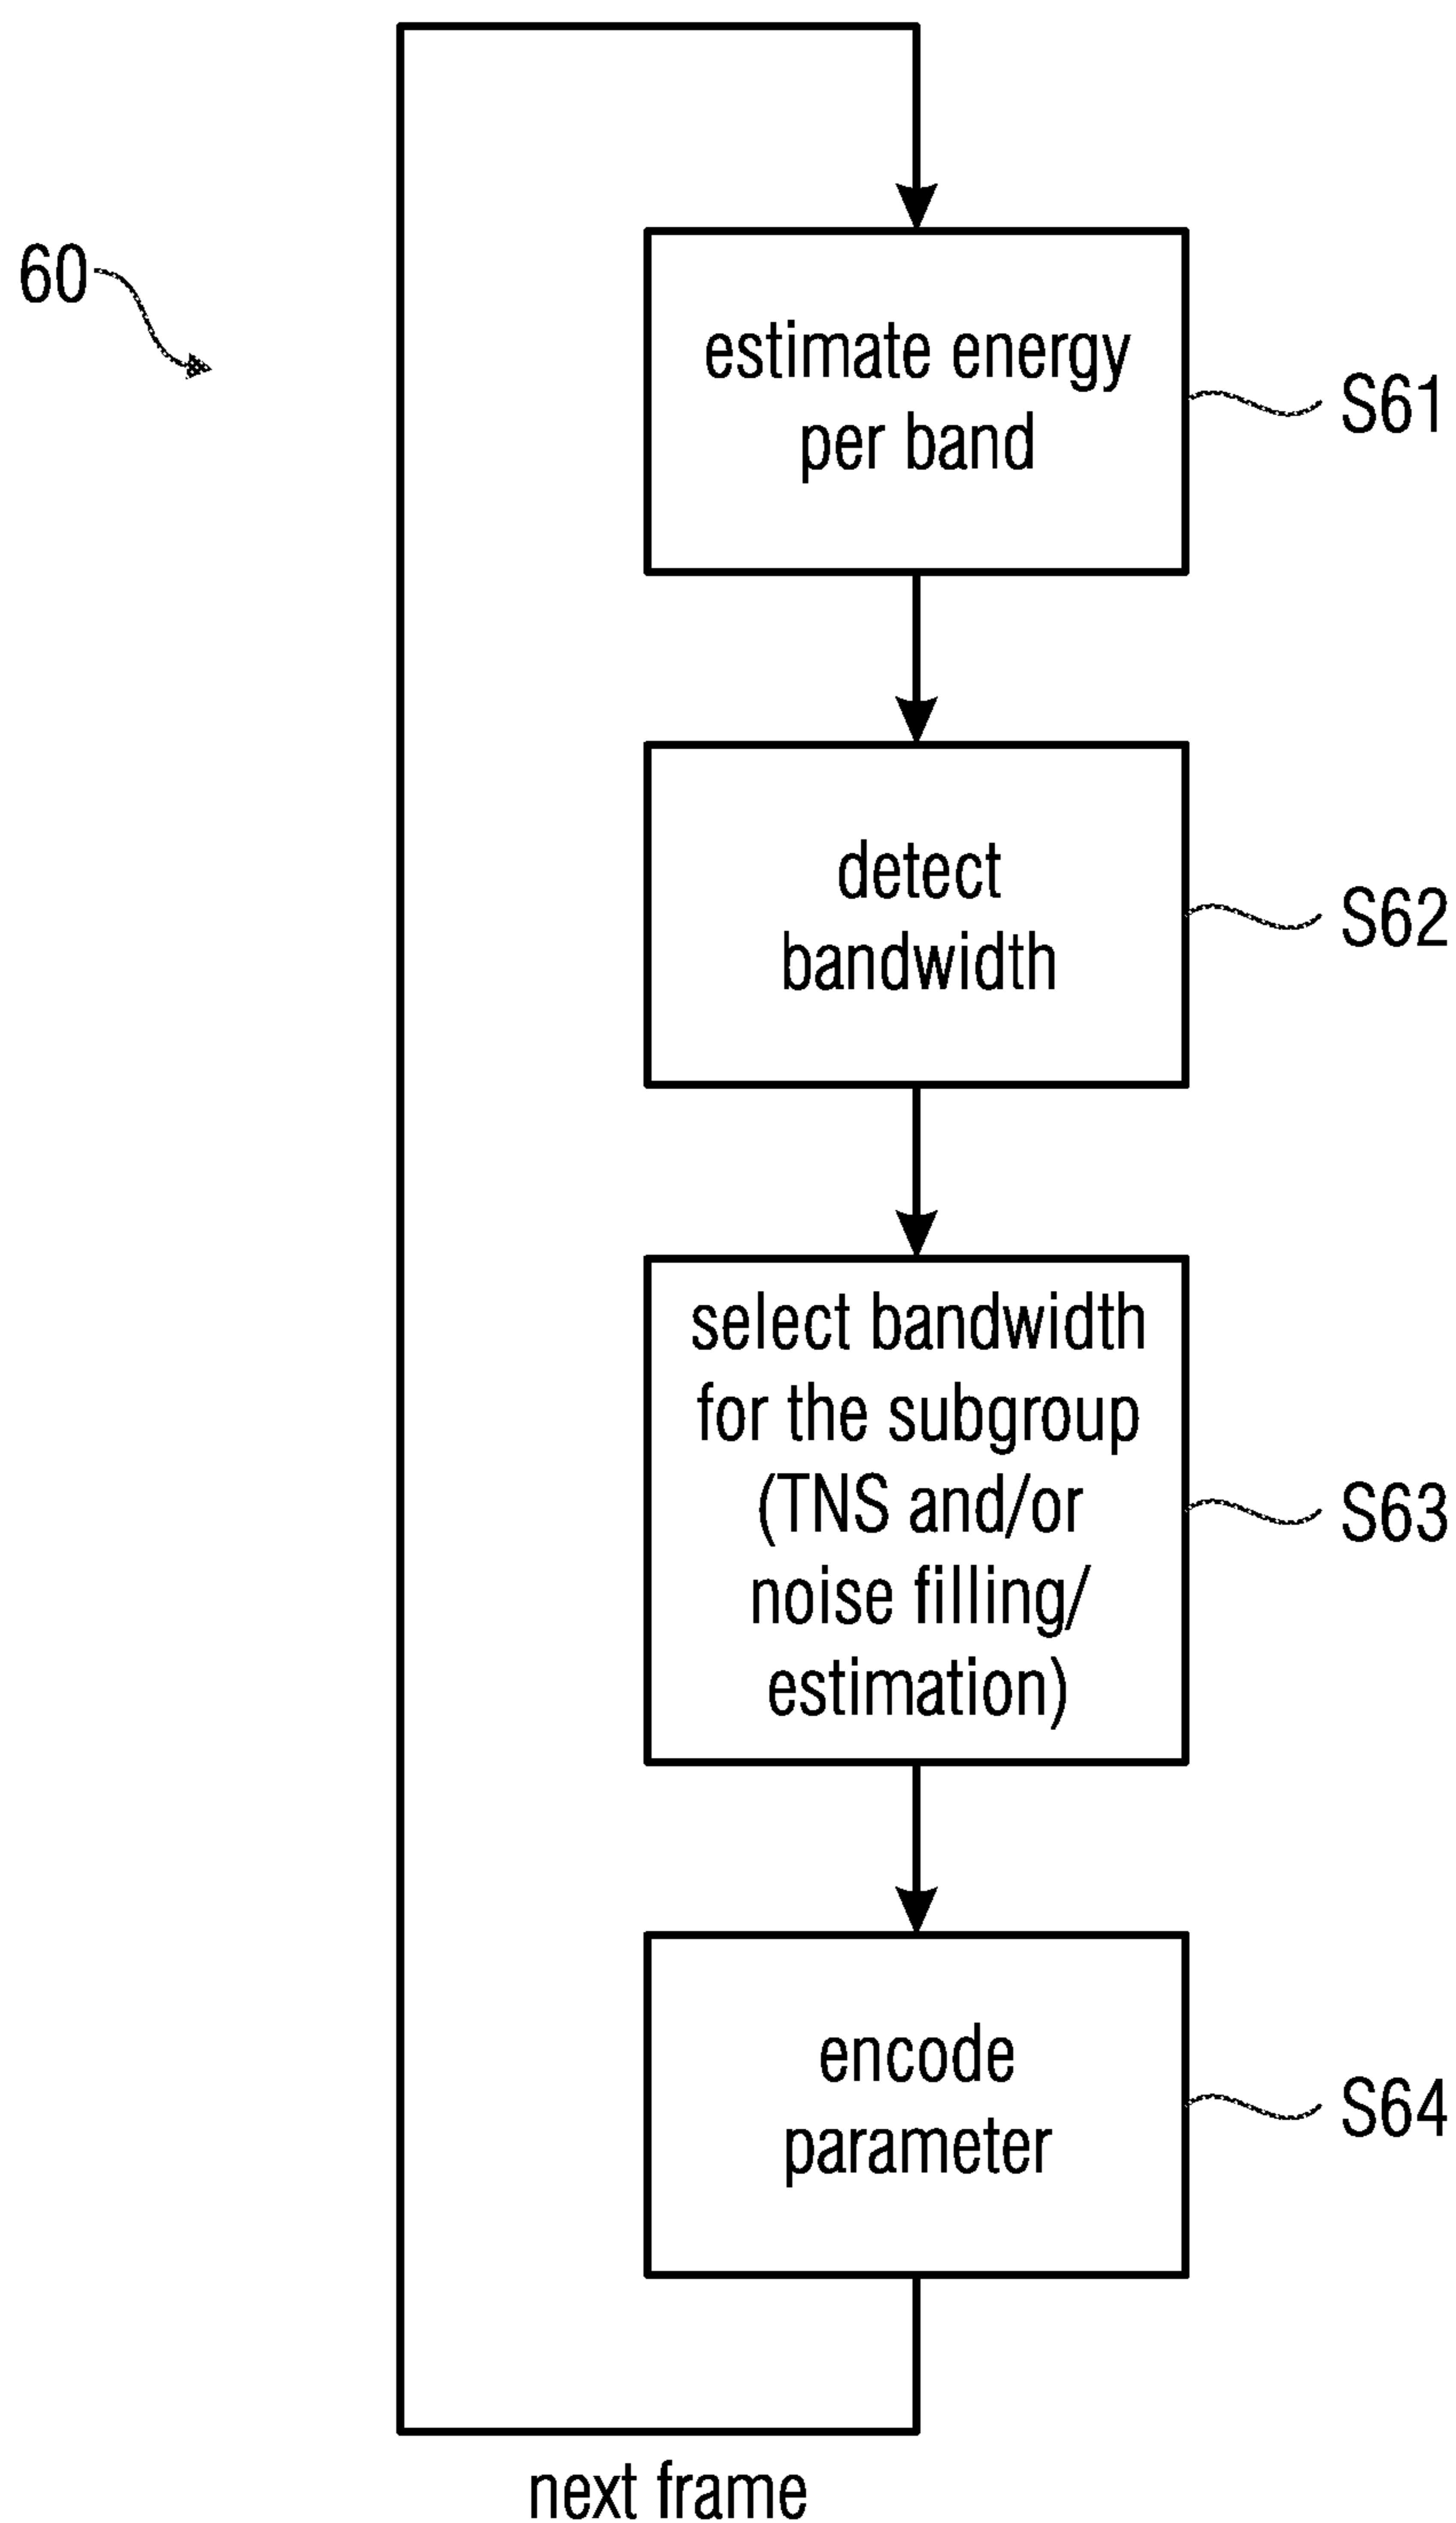 60
estimate energy
per band
S61
detect
bandwidth
S62
select bandwidth
for the subgroup
(TNS and/or
noise filling/
estimation)
S63
encode
parameter
S64
next frame